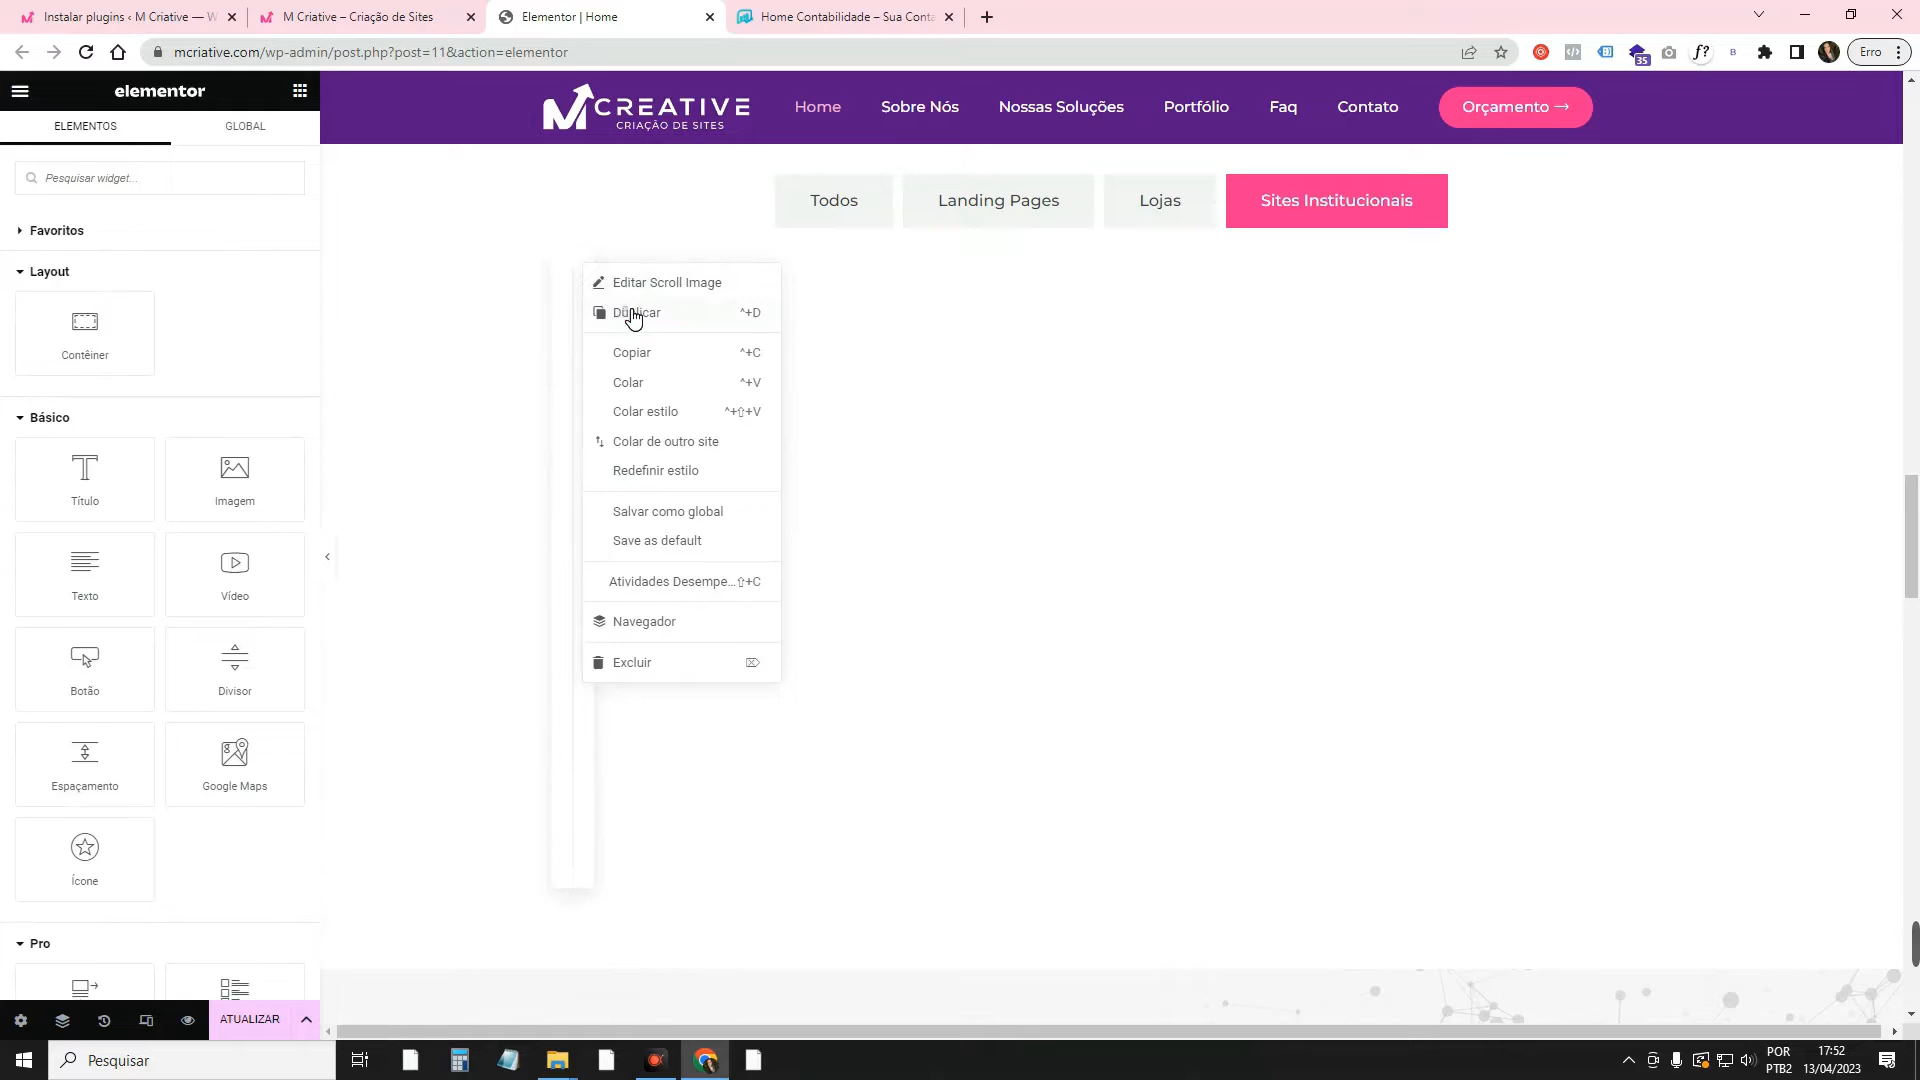 Instalar plugins ‹ M Criative — W
M Criative – Criação de Sites
Elementor | Home
Home Contabilidade – Sua Conta
mcriative.com/wp-admin/post.php?post=11&action=elementor
35
f?
B
Erro
elementor
ELEMENTOS
GLOBAL
Pesquisar widget...
Favoritos
Layout
Contêiner
Básico
Título
Imagem
Texto
Vídeo
Botão
Divisor
Espaçamento
Google Maps
Ícone
Pro
ATUALIZAR
M CREATIVE
CRIAÇÃO DE SITES
Home
Sobre Nós
Nossas Soluções
Portfólio
Faq
Contato
Orçamento →
Todos
Landing Pages
Lojas
Sites Institucionais
Editar Scroll Image
Duplicar ^+D
Copiar ^+C
Colar ^+V
Colar estilo ^+⇧+V
Colar de outro site
Redefinir estilo
Salvar como global
Save as default
Atividades Desempe...⇧+C
Navegador
Excluir ⌦
Pesquisar
POR
PTB2
17:52
13/04/2023